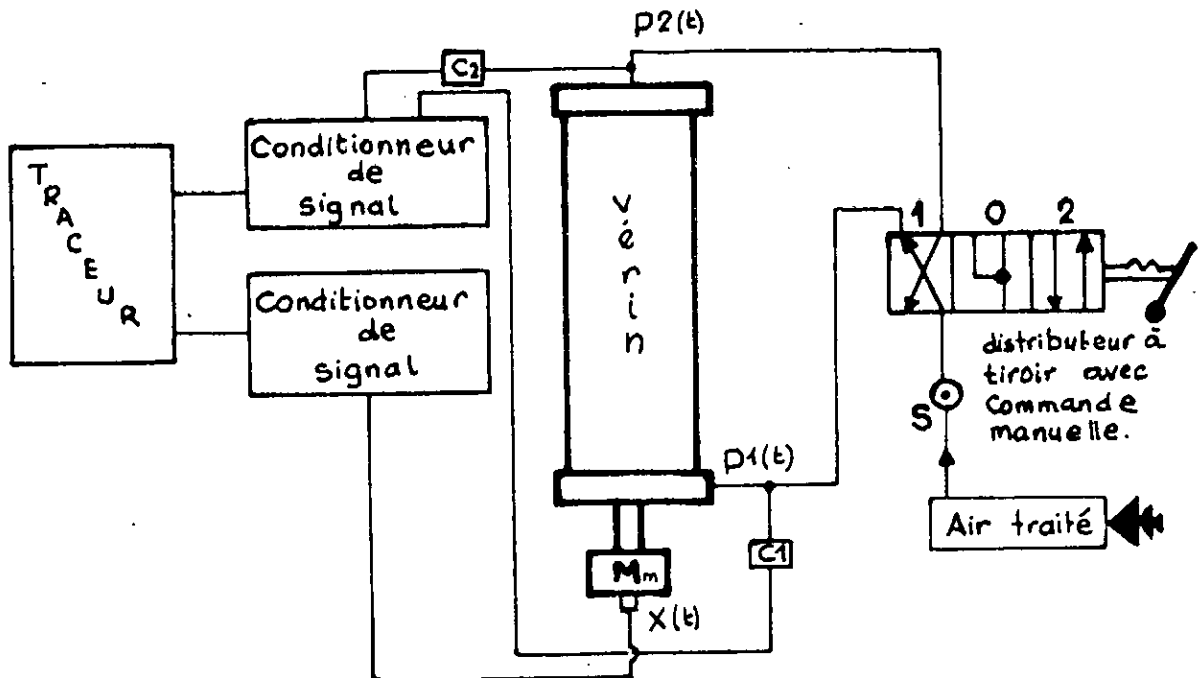 p2(t)
C2
Conditionneur
de
signal
TRACEUR
vérin
1 0 2
Conditionneur
de
signal
distributeur à
tiroir avec
Commande
manuelle.
S
p1(t)
Air traité
C1
Mm
X(t)